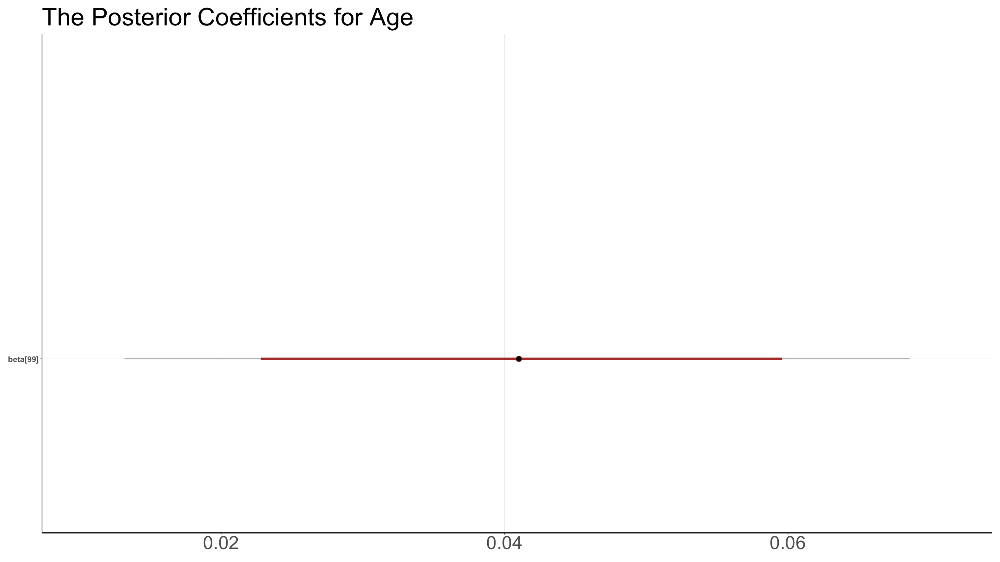 The Posterior Coefficients for Age
beta[99]
0.02 0.04 0.06